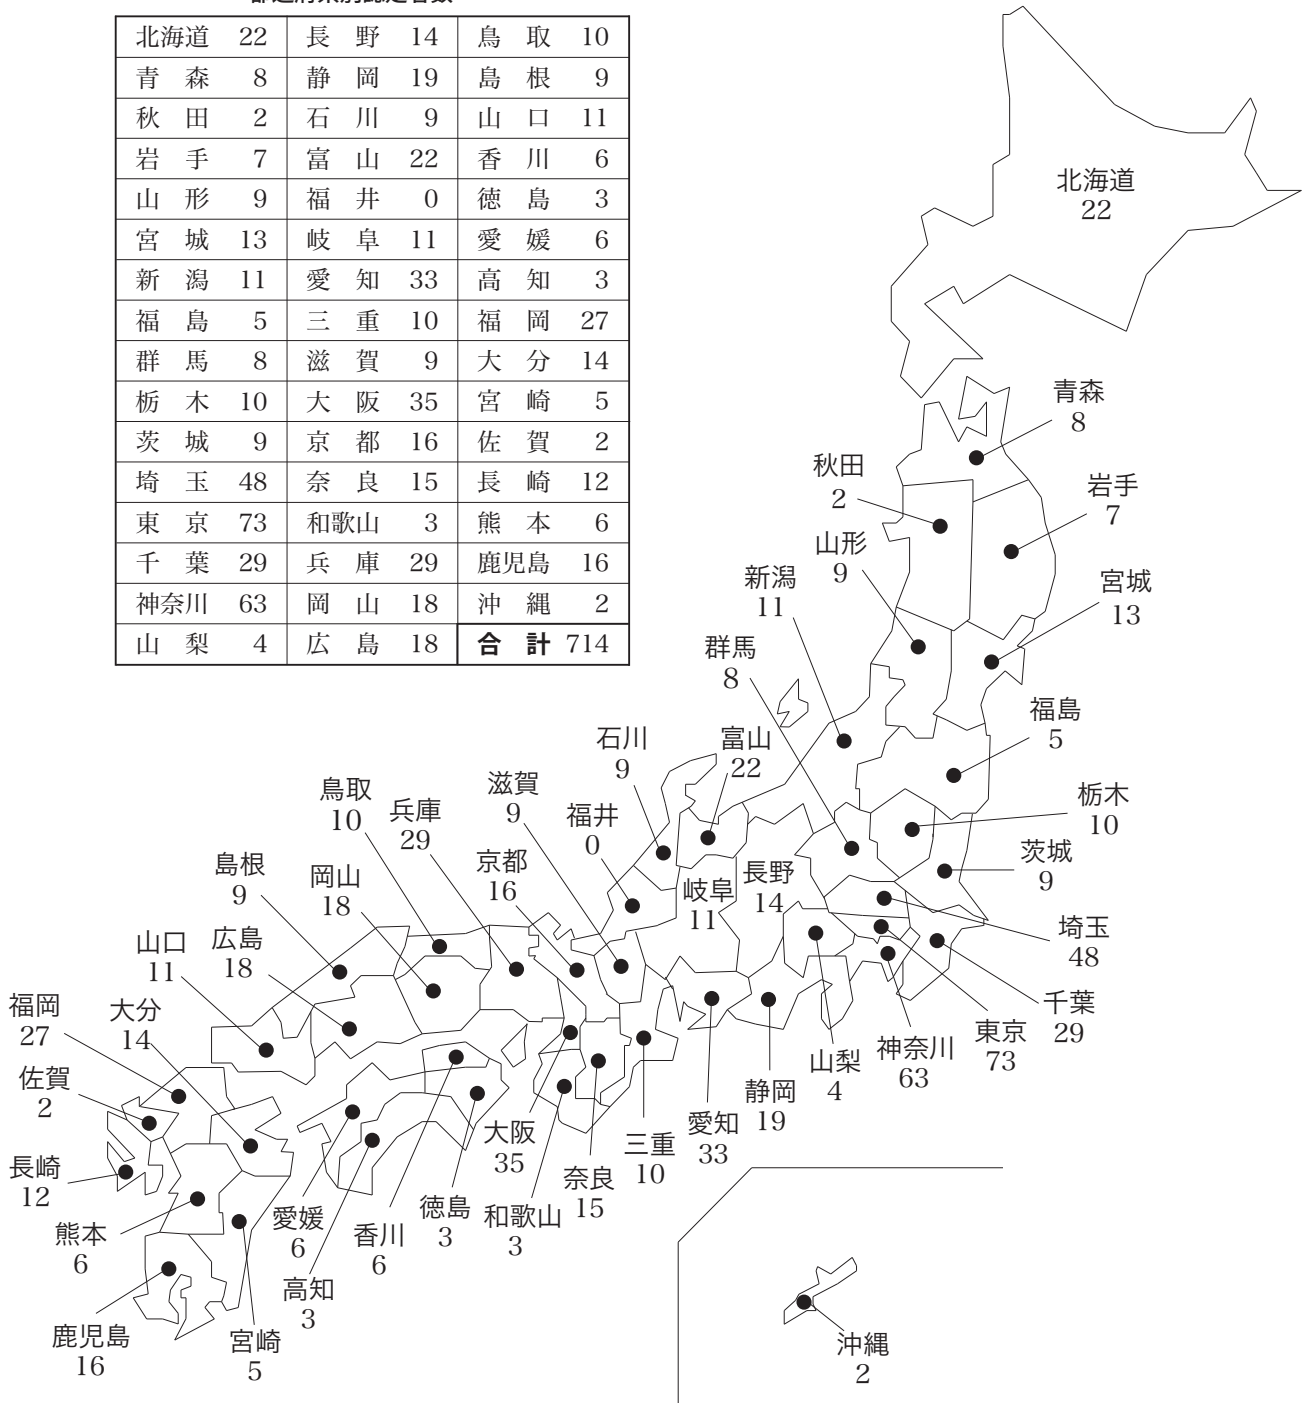 北海道 22 長野 14 鳥取 10
青森 8 静岡 19 島根 9
秋田 2 石川 9 山口 11
岩手 7 富山 22 香川 6
山形 9 福井 0 徳島 3
宮城 13 岐阜 11 愛媛 6
新潟 11 愛知 33 高知 3
福島 5 三重 10 福岡 27
群馬 8 滋賀 9 大分 14
栃木 10 大阪 35 宮崎 5
茨城 9 京都 16 佐賀 2
埼玉 48 奈良 15 長崎 12
東京 73 和歌山 3 熊本 6
千葉 29 兵庫 29 鹿児島 16
神奈川 63 岡山 18 沖縄 2
山梨 4 広島 18 合計 714
北海道
22
青森
8
秋田
2
岩手
7
山形
9
新潟
11
宮城
13
群馬
8
福島
5
石川
9
富山
22
滋賀
9
鳥取
10
兵庫
29
福井
0
栃木
10
京都
16
茨城
9
島根
9
岡山
18
岐阜
11
長野
14
山口
11
広島
18
埼玉
48
福岡
27
大分
14
千葉
29
東京
73
神奈川
63
山梨
4
佐賀
2
静岡
19
愛知
33
大阪
35
三重
10
長崎
12
奈良
15
徳島
3
和歌山
3
愛媛
6
香川
6
熊本
6
高知
3
鹿児島
16
宮崎
5
沖縄
2